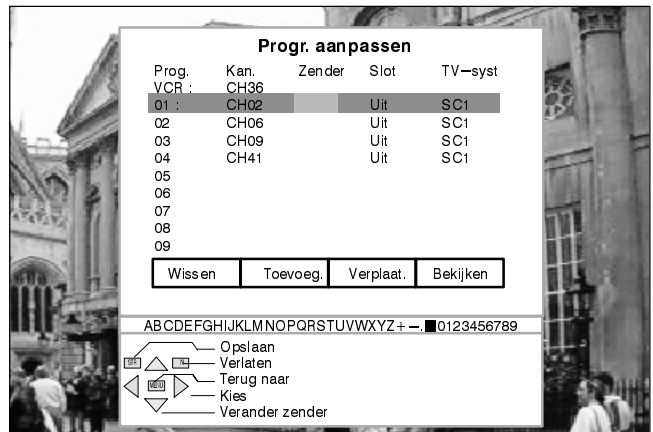 Progr. aanpassen
Prog. Kan. Zender Slot TV-syst
VCR : CH36
01 : CH02 Uit SC1
02 CH06 Uit SC1
03 CH09 Uit SC1
04 CH41 Uit SC1
05
06
07
08
09
Wissen Toevoeg. Verplaat. Bekijken
ABCDEFGHIJKLMNOPQRSTUVWXYZ+-.■0123456789
Opslaan
STR N Verlaten
MENU Terug naar
Kies
Verander zender